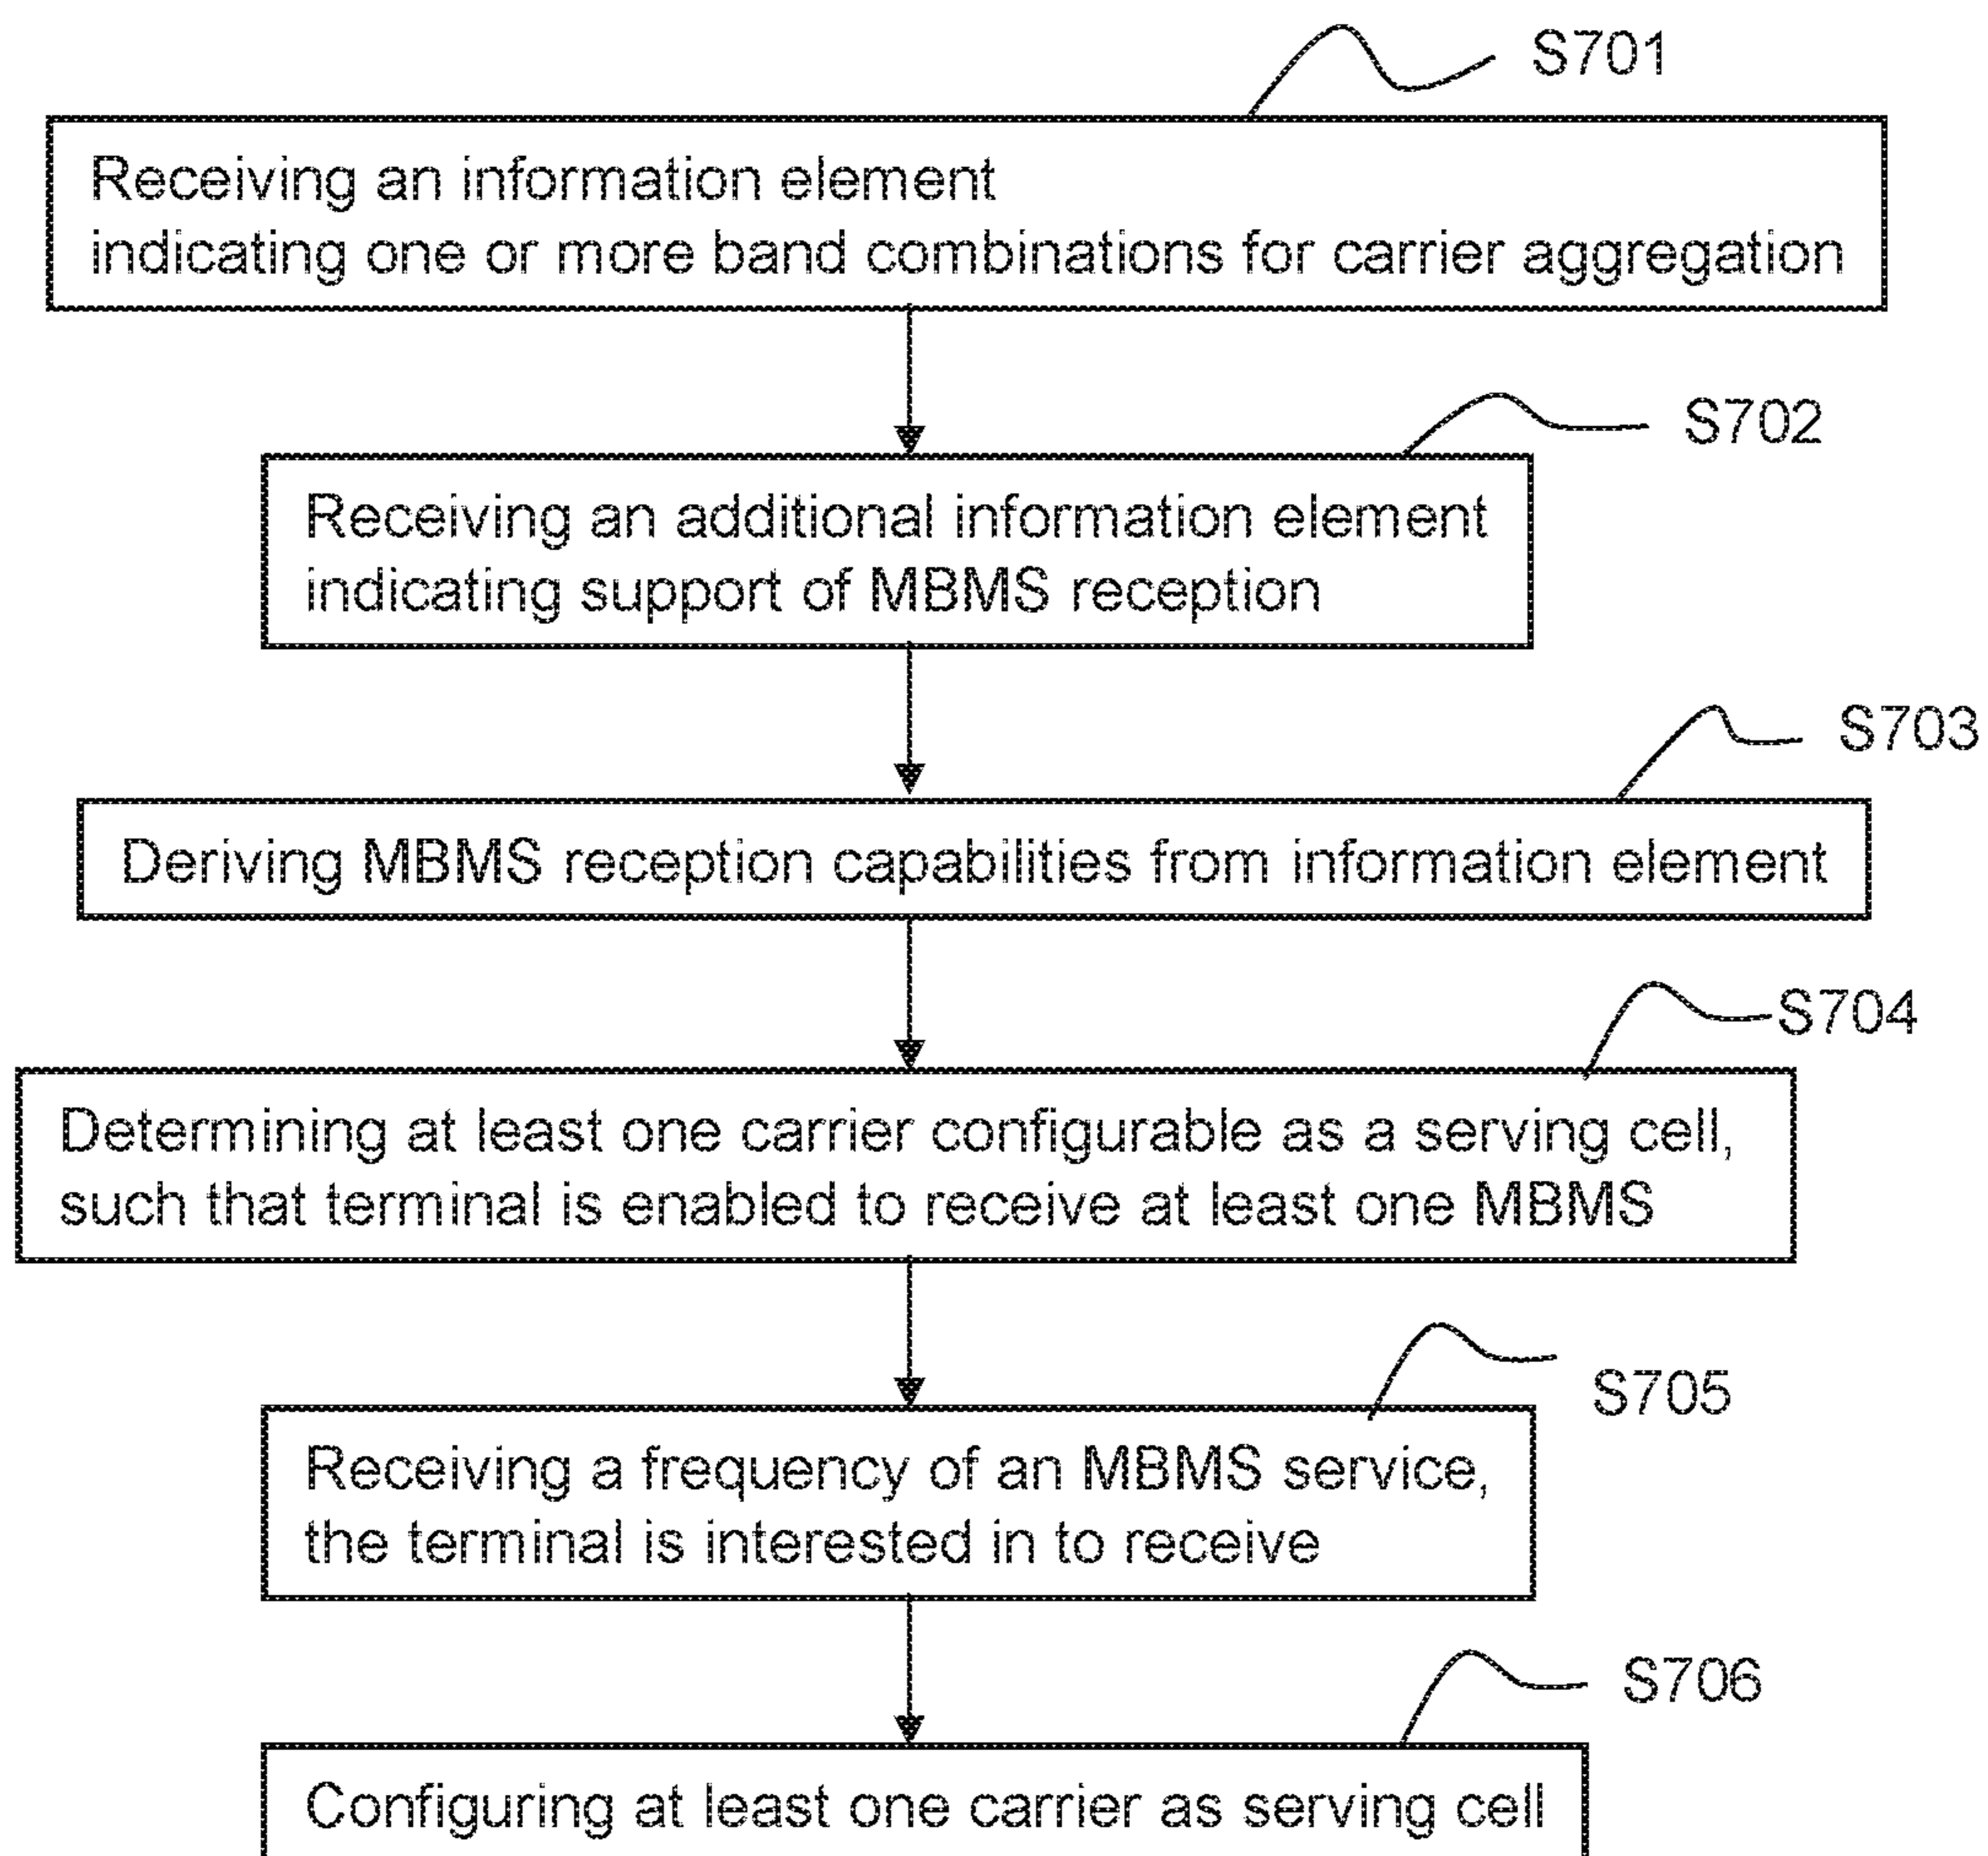 S701
Receiving an information element
indicating one or more band combinations for carrier aggregation
S702
Receiving an additional information element
indicating support of MBMS reception
S703
Deriving MBMS reception capabilities from information element
S704
Determining at least one carrier configurable as a serving cell,
such that terminal is enabled to receive at least one MBMS
S705
Receiving a frequency of an MBMS service,
the terminal is interested in to receive
S706
Configuring at least one carrier as serving cell